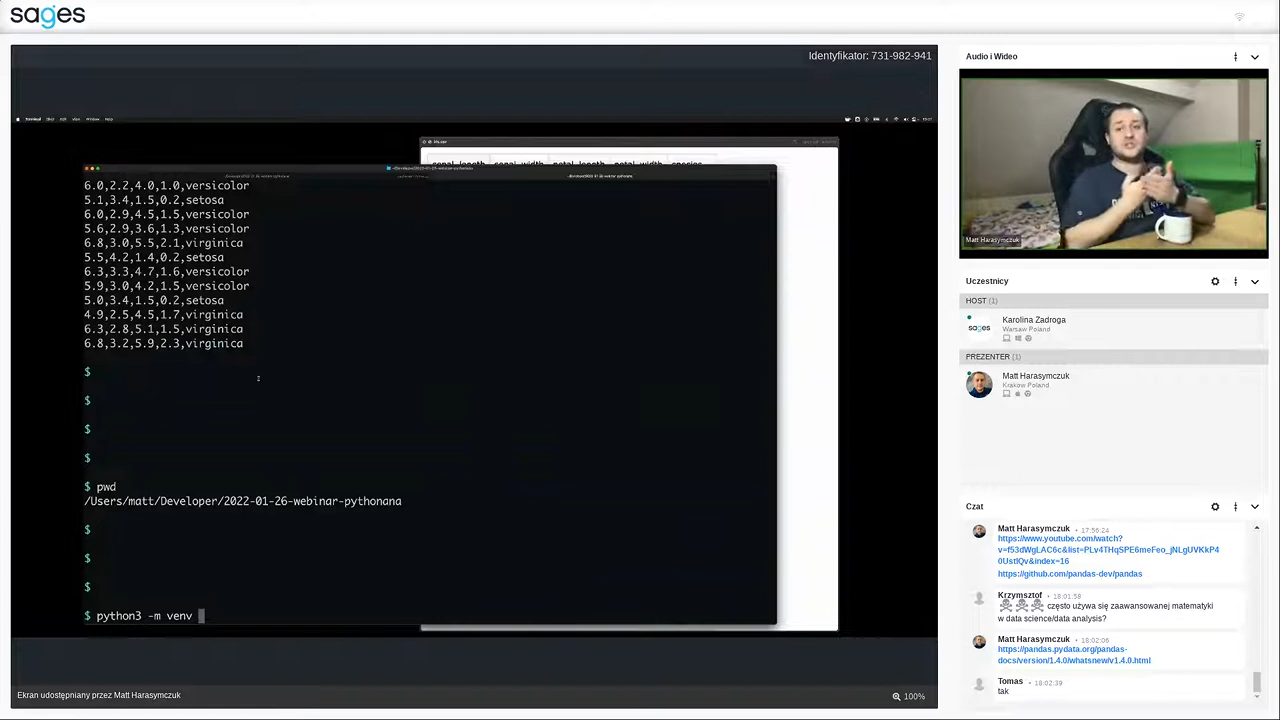 sages
Identyfikator: 731-982-941
sepal_length sepal_width petal_length petal_width species
6.0,2.2,4.0,1.0,versicolor
5.1,3.4,1.5,0.2,setosa
6.0,2.9,4.5,1.5,versicolor
5.6,2.9,3.6,1.3,versicolor
6.8,3.0,5.5,2.1,virginica
5.5,4.2,1.4,0.2,setosa
6.3,3.3,4.7,1.6,versicolor
5.9,3.0,4.2,1.5,versicolor
5.0,3.4,1.5,0.2,setosa
4.9,2.5,4.5,1.7,virginica
6.3,2.8,5.1,1.5,virginica
6.8,3.2,5.9,2.3,virginica
$
$
$
$
$ pwd
/Users/matt/Developer/2022-01-26-webinar-pythonana
$
$
$
$ python3 -m venv
Ekran udostępniany przez Matt Harasymczuk
100%
Audio i Wideo
Matt Harasymczuk
Uczestnicy
HOST (1)
sages
Karolina Zadroga
Warsaw Poland
PREZENTER (1)
Matt Harasymczuk
Krakow Poland
Czat
Matt Harasymczuk • 17:56:24
https://www.youtube.com/watch?
v=f53dWgLAC6c&list=PLv4THqSPE6meFeo_jNLgUVKkP4
0UstIQv&index=16
https://github.com/pandas-dev/pandas
Krzymsztof • 18:01:58
☠☠☠ często używa się zaawansowanej matematyki
w data science/data analysis?
Matt Harasymczuk • 18:02:06
https://pandas.pydata.org/pandas-
docs/version/1.4.0/whatsnew/v1.4.0.html
Tomas • 18:02:39
tak